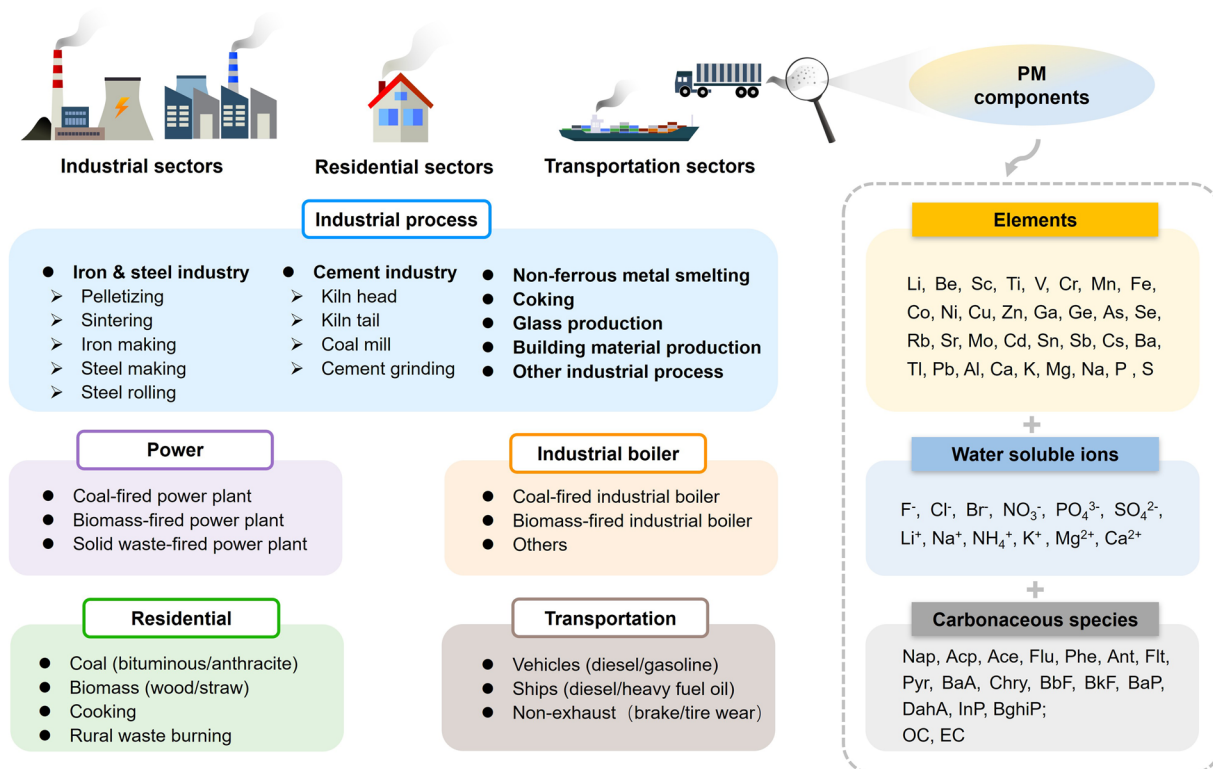 PM
components
Industrial sectors
Residential sectors
Transportation sectors
Industrial process
● Iron & steel industry
➢ Pelletizing
➢ Sintering
➢ Iron making
➢ Steel making
➢ Steel rolling
● Cement industry
➢ Kiln head
➢ Kiln tail
➢ Coal mill
➢ Cement grinding
● Non-ferrous metal smelting
● Coking
● Glass production
● Building material production
● Other industrial process
Power
● Coal-fired power plant
● Biomass-fired power plant
● Solid waste-fired power plant
Industrial boiler
● Coal-fired industrial boiler
● Biomass-fired industrial boiler
● Others
Residential
● Coal (bituminous/anthracite)
● Biomass (wood/straw)
● Cooking
● Rural waste burning
Transportation
● Vehicles (diesel/gasoline)
● Ships (diesel/heavy fuel oil)
● Non-exhaust（brake/tire wear）
Elements
Li, Be, Sc, Ti, V, Cr, Mn, Fe,
Co, Ni, Cu, Zn, Ga, Ge, As, Se,
Rb, Sr, Mo, Cd, Sn, Sb, Cs, Ba,
Tl, Pb, Al, Ca, K, Mg, Na, P , S
+
Water soluble ions
F⁻, Cl⁻, Br⁻, NO₃⁻, PO₄³⁻, SO₄²⁻,
Li⁺, Na⁺, NH₄⁺, K⁺ , Mg²⁺, Ca²⁺
+
Carbonaceous species
Nap, Acp, Ace, Flu, Phe, Ant, Flt,
Pyr, BaA, Chry, BbF, BkF, BaP,
DahA, InP, BghiP;
OC, EC